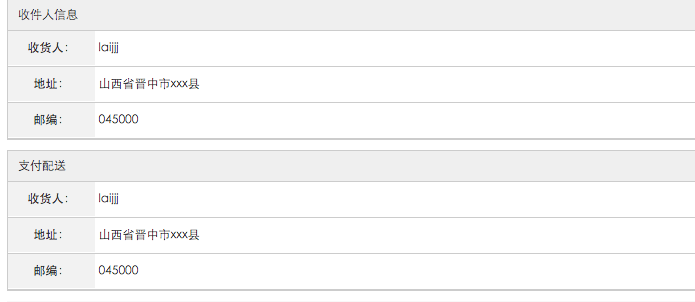 收件人信息
收货人： laijjj
地址： 山西省晋中市xxx县
邮编： 045000
支付配送
收货人： laijjj
地址： 山西省晋中市xxx县
邮编： 045000